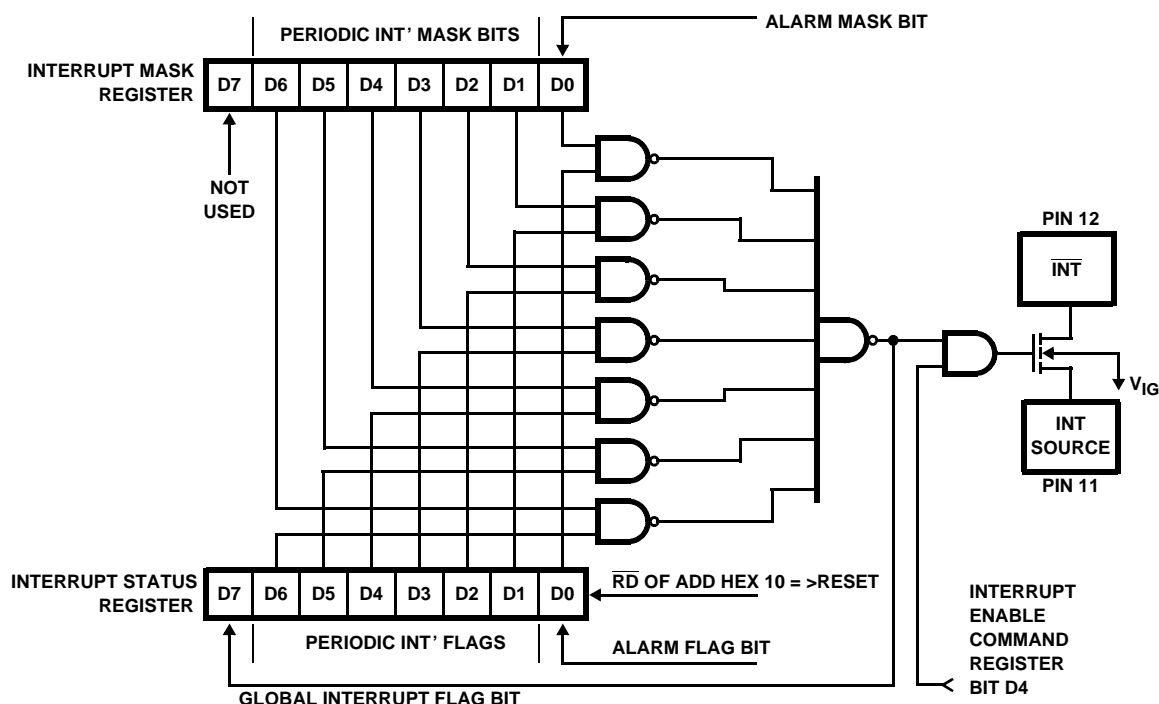 ALARM MASK BIT
PERIODIC INT' MASK BITS
INTERRUPT MASK
REGISTER
D7 D6 D5 D4 D3 D2 D1 D0
NOT
USED
PIN 12
INT
VIG
INT
SOURCE
PIN 11
INTERRUPT STATUS
REGISTER
D7 D6 D5 D4 D3 D2 D1 D0
RD OF ADD HEX 10 = >RESET
PERIODIC INT' FLAGS
ALARM FLAG BIT
GLOBAL INTERRUPT FLAG BIT
INTERRUPT
ENABLE
COMMAND
REGISTER
BIT D4